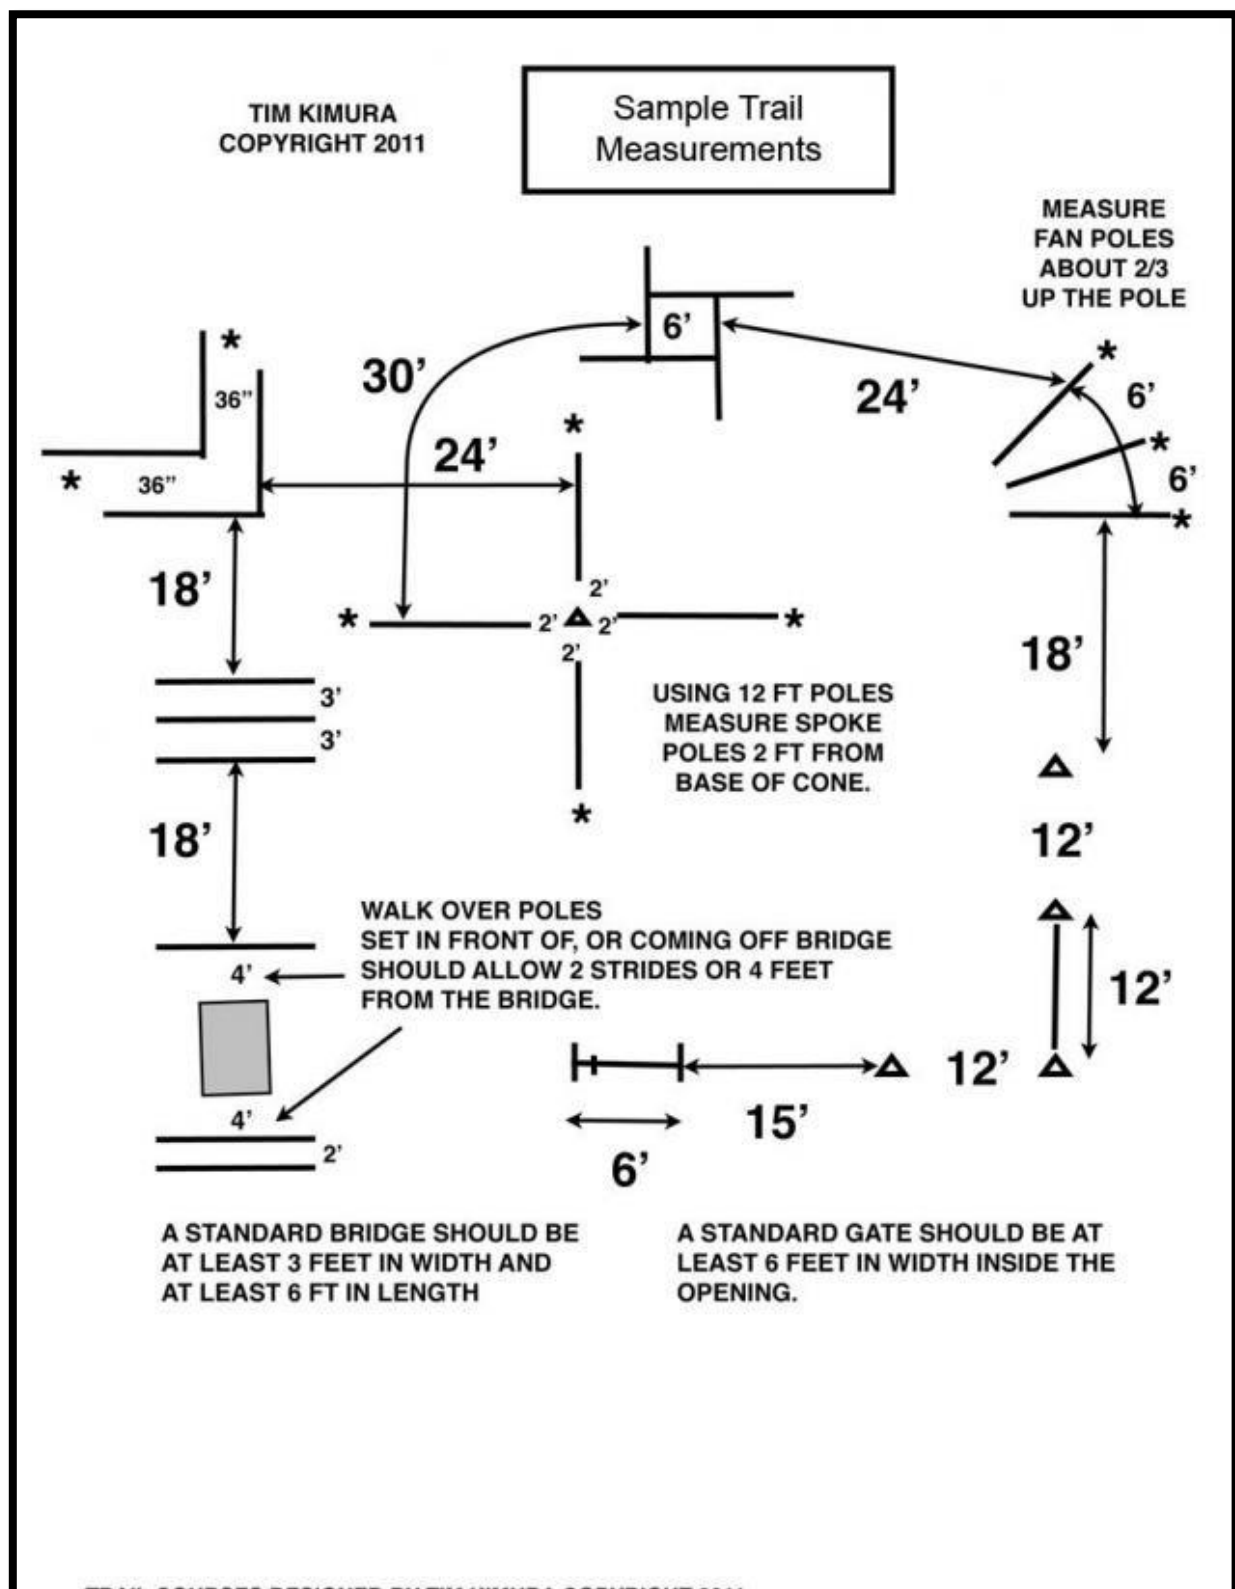 TIM KIMURA
COPYRIGHT 2011
Sample Trail
Measurements
MEASURE
FAN POLES
ABOUT 2/3
UP THE POLE
*
6'
*
36"
30'
24'
6'
*
24'
*
6'
*
36"
*
18'
2'
*
2'
2'
*
2'
18'
3'
3'
USING 12 FT POLES
MEASURE SPOKE
POLES 2 FT FROM
BASE OF CONE.
*
18'
12'
WALK OVER POLES
SET IN FRONT OF, OR COMING OFF BRIDGE
SHOULD ALLOW 2 STRIDES OR 4 FEET
FROM THE BRIDGE.
4'
12'
12'
4'
15'
2'
6'
A STANDARD BRIDGE SHOULD BE
AT LEAST 3 FEET IN WIDTH AND
AT LEAST 6 FT IN LENGTH
A STANDARD GATE SHOULD BE AT
LEAST 6 FEET IN WIDTH INSIDE THE
OPENING.